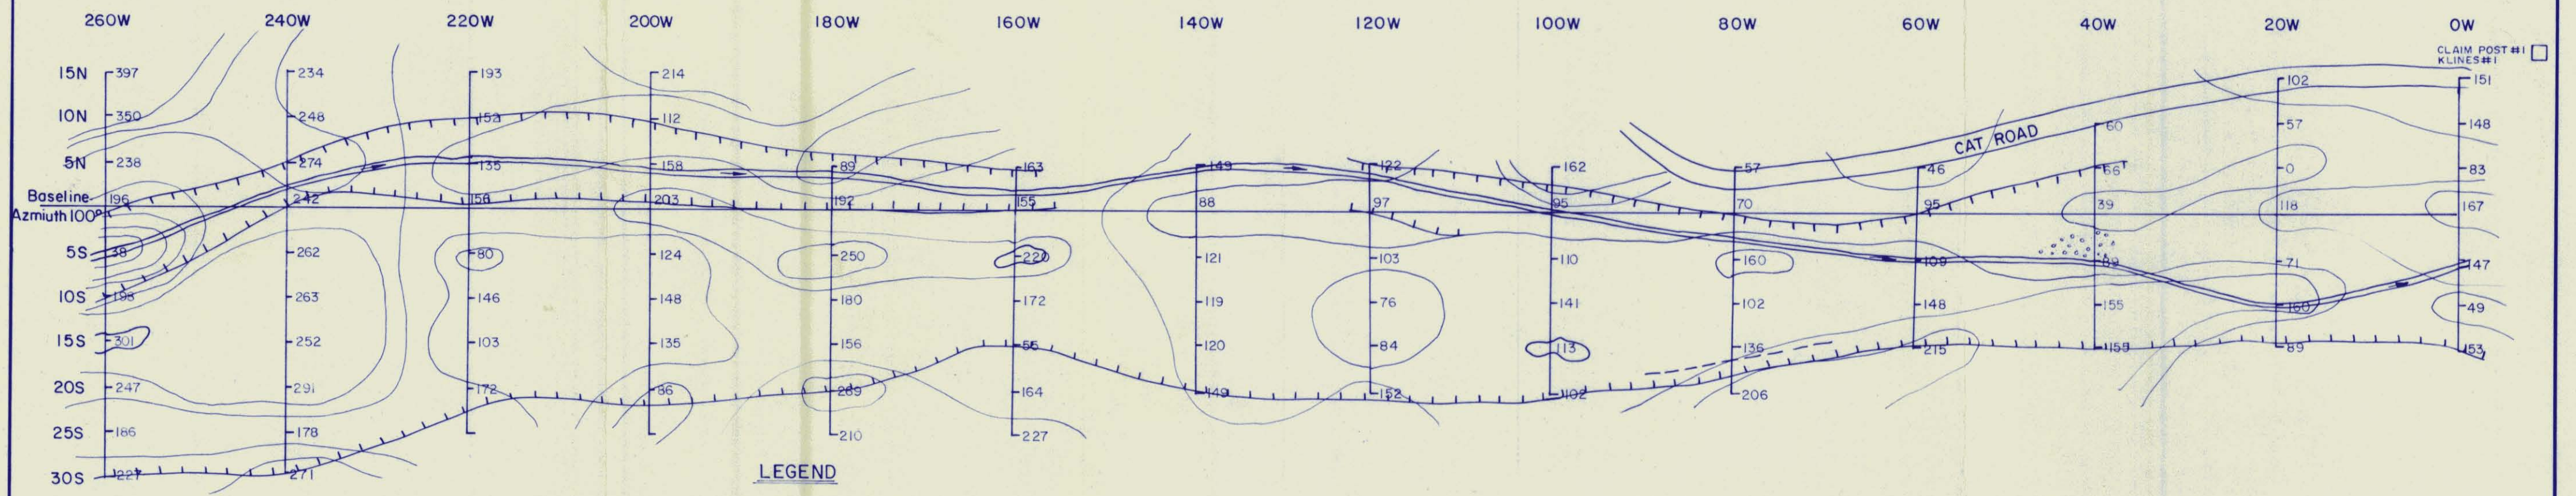 260W 240W 220W 200W 180W 160W 140W 120W 100W 80W 60W 40W 20W 0W
CLAIM POST #1
KLINES #1
15N 397 234 193 214 102 151
10N 350 248 152 112 60 57 148
CAT ROAD
5N 238 274 135 158 89 163 149 122 162 57 46 66 0 83
Baseline 196 242 156 203 192 155 88 97 95 70 95 39 118 167
Azmiuth 100°
5S 38 262 80 124 250 220 121 103 110 160 109 89 71 147
10S 198 263 146 148 180 172 119 76 141 102 148 155 160 49
15S 301 252 103 135 156 55 120 84 113 136 215 159 89 53
20S 247 291 172 86 289 164 149 152 102 206
25S 186 178 210 227
30S 227 271
LEGEND